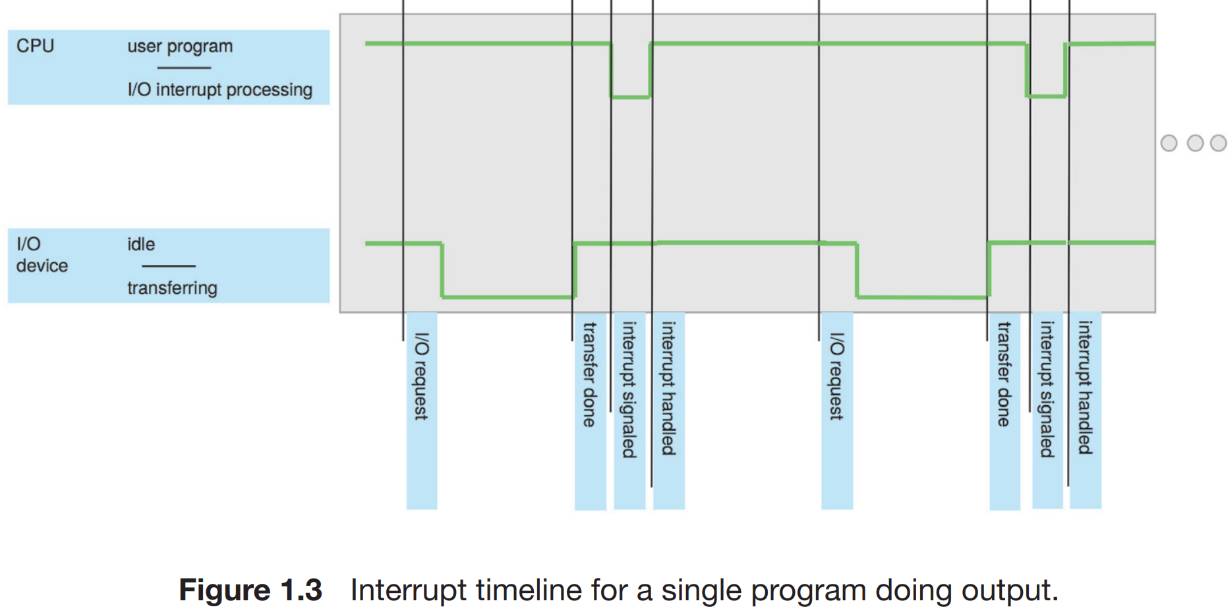 CPU
user program
I/O interrupt processing
I/O
device
idle
transferring
I/O request
transfer done
interrupt signaled
interrupt handled
I/O request
transfer done
interrupt signaled
interrupt handled
Figure 1.3 Interrupt timeline for a single program doing output.